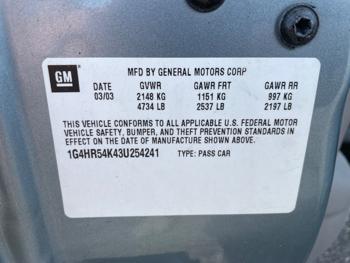 GM
MFD BY GENERAL MOTORS CORP
DATE GVWR GAWR FRT GAWR RR
03/03 2148 KG 1151 KG 997 KG
4734 LB 2537 LB 2197 LB
THIS VEHICLE CONFORMS TO ALL APPLICABLE U.S. FEDERAL MOTOR
VEHICLE SAFETY, BUMPER, AND THEFT PREVENTION STANDARDS IN
EFFECT ON THE DATE OF MANUFACTURE SHOWN ABOVE.
1G4HR54K43U254241 TYPE: PASS CAR